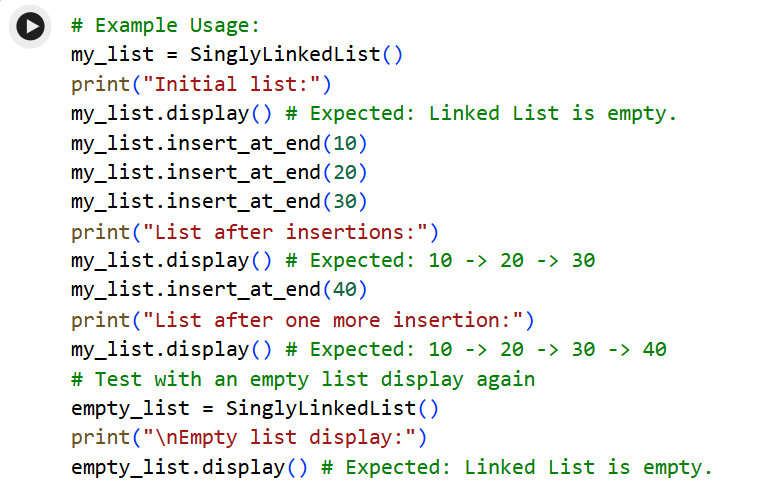 # Example Usage:
my_list = SinglyLinkedList()
print("Initial list:")
my_list.display() # Expected: Linked List is empty.
my_list.insert_at_end(10)
my_list.insert_at_end(20)
my_list.insert_at_end(30)
print("List after insertions:")
my_list.display() # Expected: 10 -> 20 -> 30
my_list.insert_at_end(40)
print("List after one more insertion:")
my_list.display() # Expected: 10 -> 20 -> 30 -> 40
# Test with an empty list display again
empty_list = SinglyLinkedList()
print("\nEmpty list display:")
empty_list.display() # Expected: Linked List is empty.